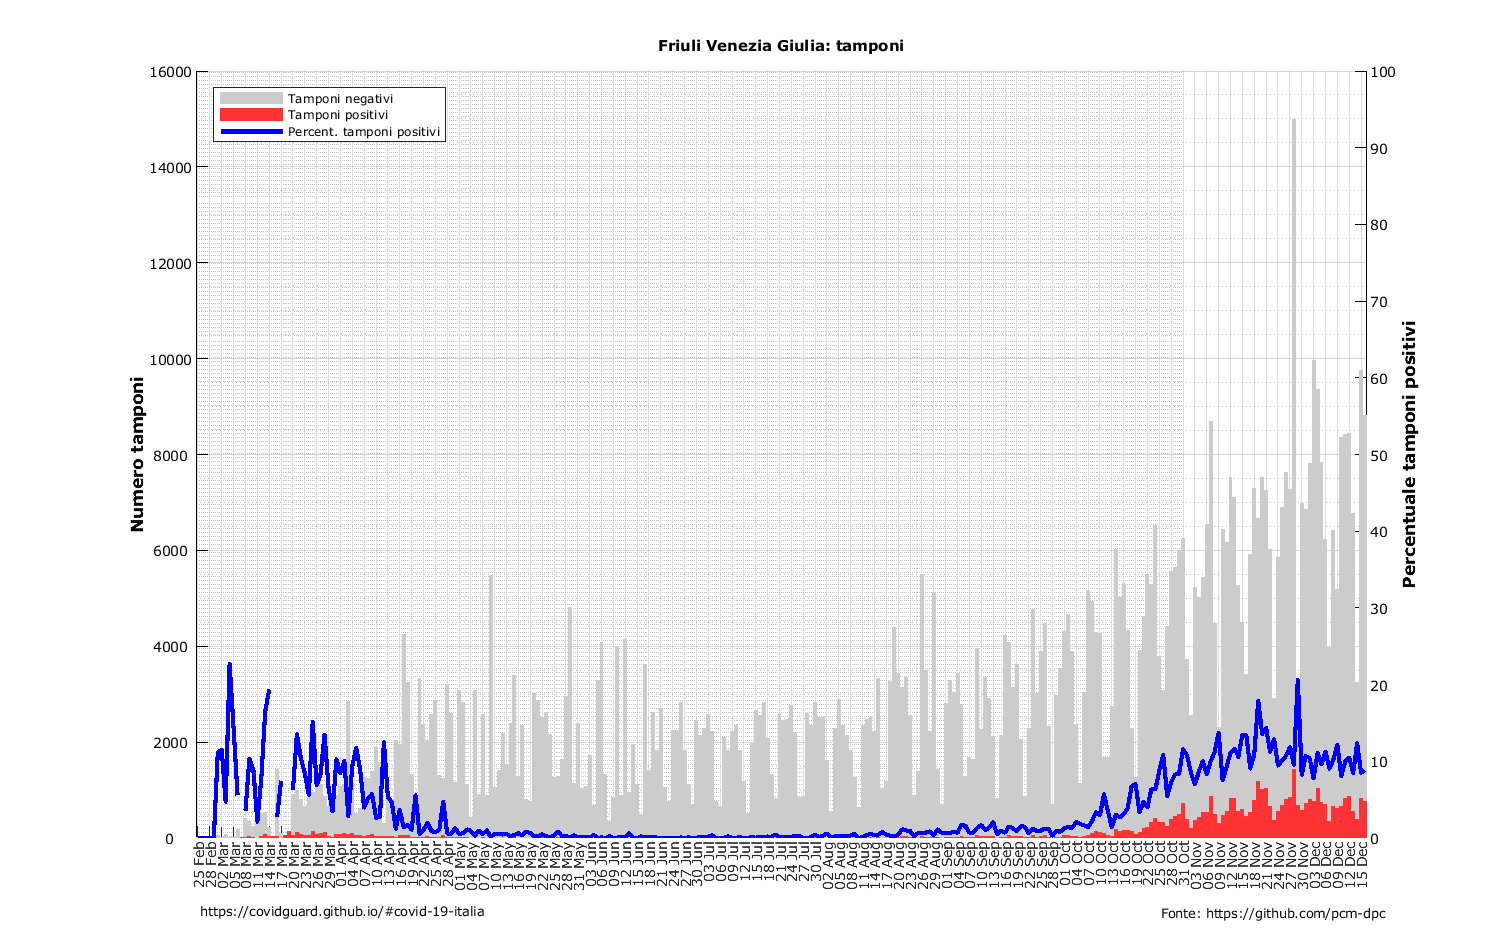 Friuli Venezia Giulia: tamponi
Tamponi negativi
Tamponi positivi
Percent. tamponi positivi
Numero tamponi
16000
14000
12000
10000
8000
6000
4000
2000
0
100
90
80
70
60
50
40
30
20
10
0
Percentuale tamponi positivi
25 Feb
28 Feb
02 Mar
05 Mar
08 Mar
11 Mar
14 Mar
17 Mar
20 Mar
23 Mar
26 Mar
29 Mar
01 Apr
04 Apr
07 Apr
10 Apr
13 Apr
16 Apr
19 Apr
22 Apr
25 Apr
28 Apr
01 May
04 May
07 May
10 May
13 May
16 May
19 May
22 May
25 May
28 May
31 May
03 Jun
06 Jun
09 Jun
12 Jun
15 Jun
18 Jun
21 Jun
24 Jun
27 Jun
30 Jun
03 Jul
06 Jul
09 Jul
12 Jul
15 Jul
18 Jul
21 Jul
24 Jul
27 Jul
30 Jul
02 Aug
05 Aug
08 Aug
11 Aug
14 Aug
17 Aug
20 Aug
23 Aug
26 Aug
29 Aug
01 Sep
04 Sep
07 Sep
10 Sep
13 Sep
16 Sep
19 Sep
22 Sep
25 Sep
28 Sep
01 Oct
04 Oct
07 Oct
10 Oct
13 Oct
16 Oct
19 Oct
22 Oct
25 Oct
28 Oct
31 Oct
03 Nov
06 Nov
09 Nov
12 Nov
15 Nov
18 Nov
21 Nov
24 Nov
27 Nov
30 Nov
03 Dec
06 Dec
09 Dec
12 Dec
15 Dec
https://covidguard.github.io/#covid-19-italia
Fonte: https://github.com/pcm-dpc